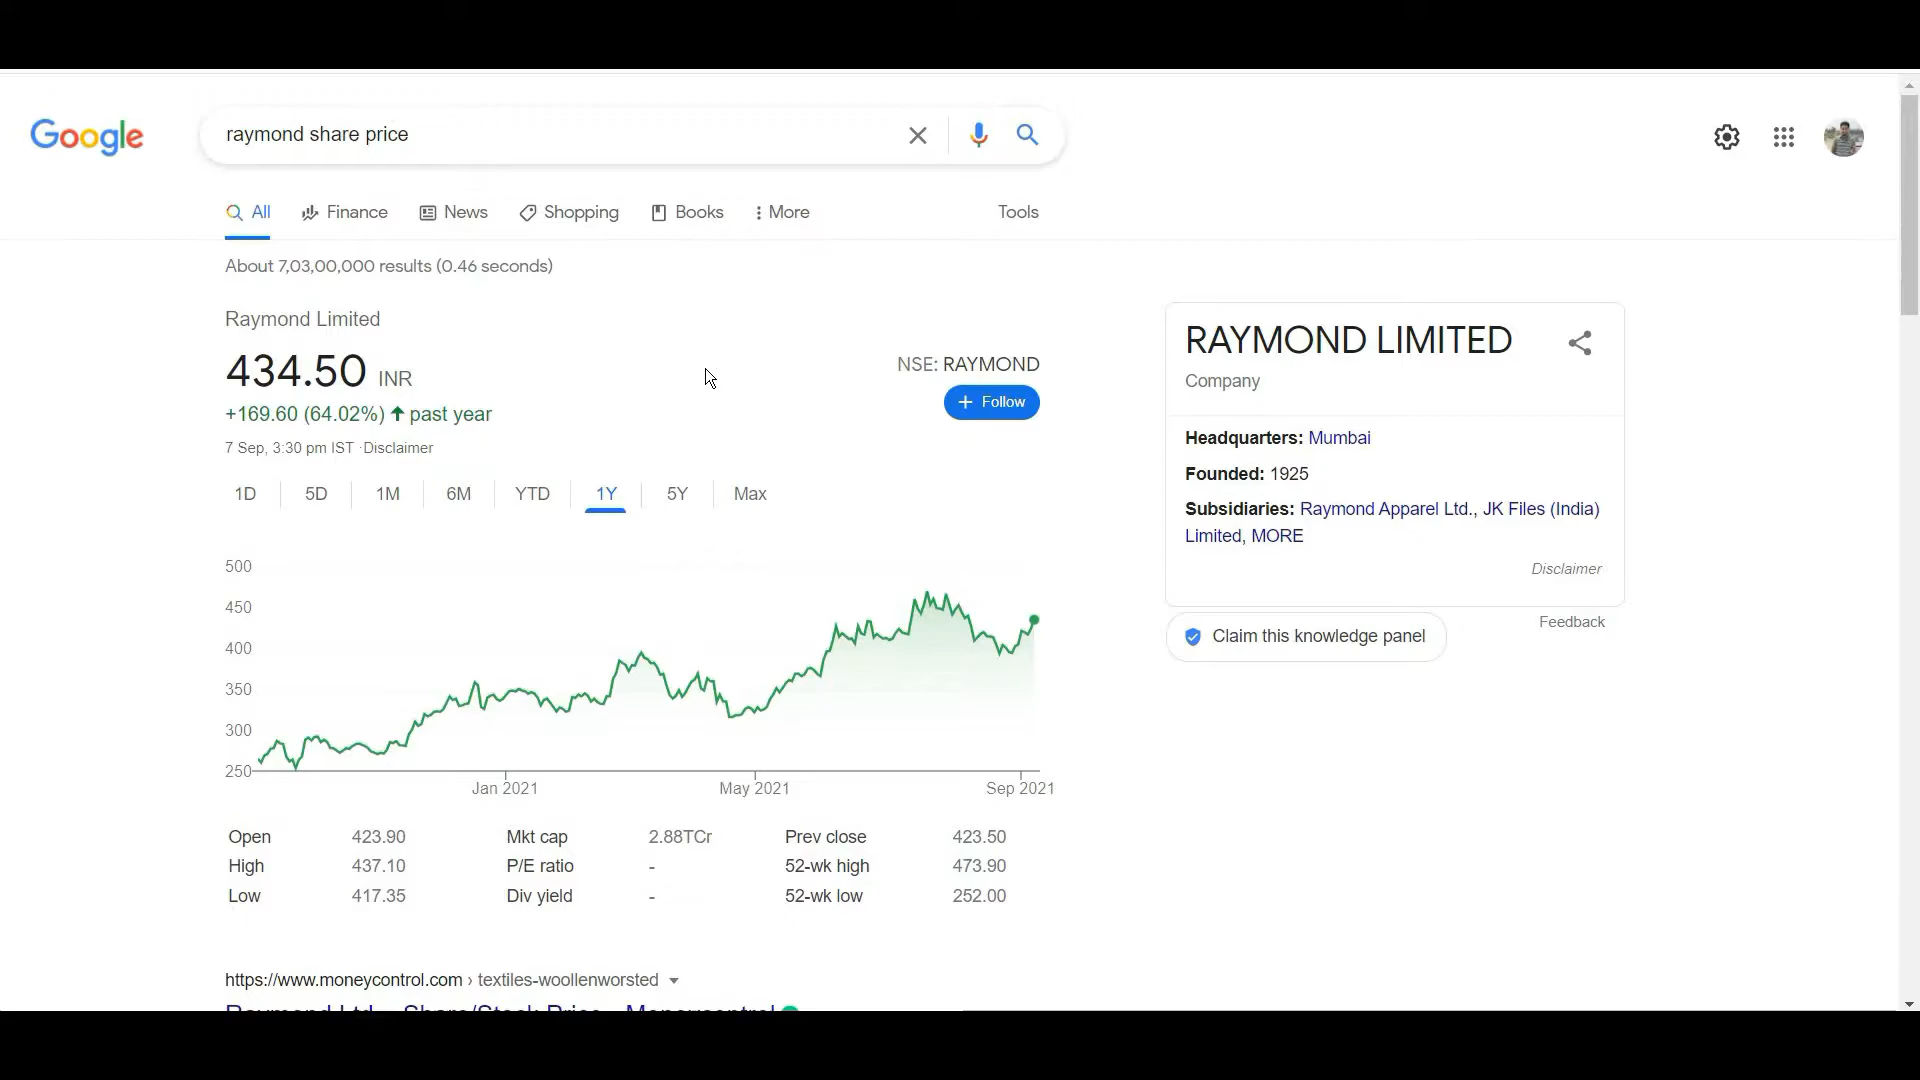 Google
raymond share price
All Finance News Shopping Books More Tools
About 7,03,00,000 results (0.46 seconds)
Raymond Limited
434.50 INR
+169.60 (64.02%) past year
7 Sep, 3:30 pm IST · Disclaimer
NSE: RAYMOND
+ Follow
1D 5D 1M 6M YTD 1Y 5Y Max
500
450
400
350
300
250
Jan 2021 May 2021 Sep 2021
Open 423.90 Mkt cap 2.88TCr Prev close 423.50
High 437.10 P/E ratio - 52-wk high 473.90
Low 417.35 Div yield - 52-wk low 252.00
https://www.moneycontrol.com › textiles-woollenworsted
RAYMOND LIMITED
Company
Headquarters: Mumbai
Founded: 1925
Subsidiaries: Raymond Apparel Ltd., JK Files (India)
Limited, MORE
Disclaimer
Feedback
Claim this knowledge panel